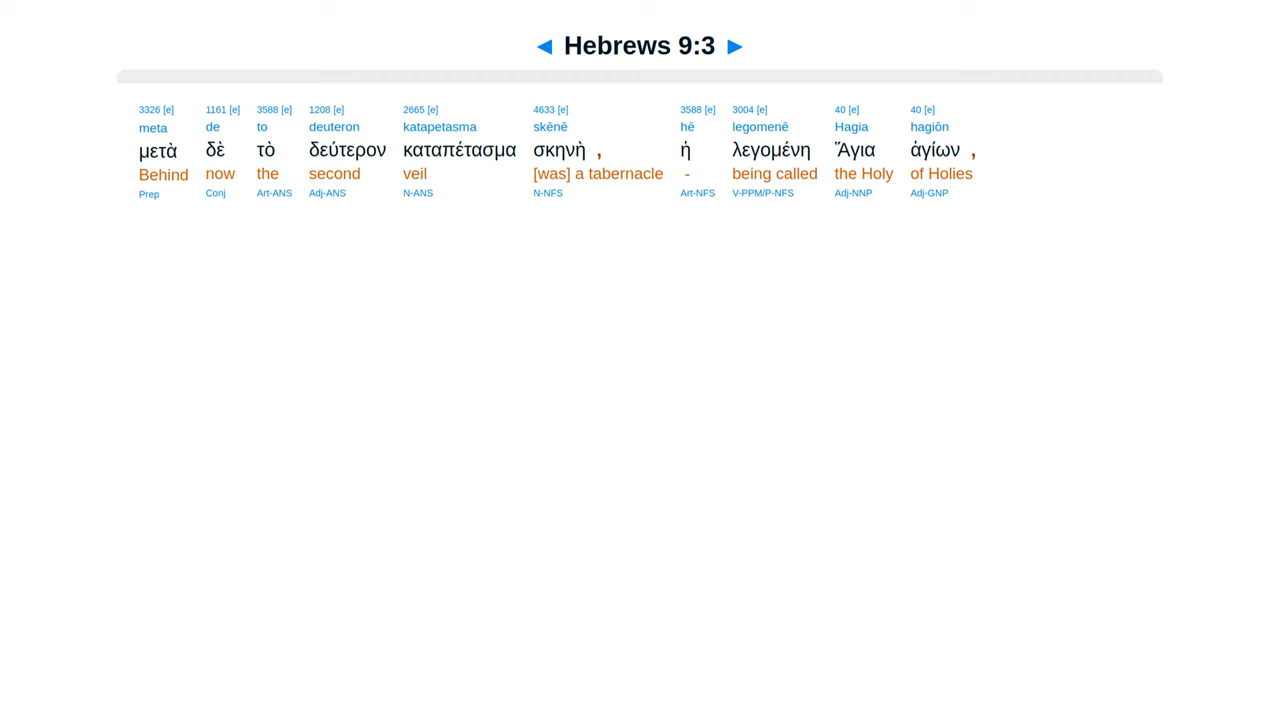 ◄ Hebrews 9:3 ►
3326 [e] 1161 [e] 3588 [e] 1208 [e] 2665 [e] 4633 [e] 3588 [e] 3004 [e] 40 [e] 40 [e]
meta de to deuteron katapetasma skēnē hē legomenē Hagia hagiōn
μετὰ δὲ τὸ δεύτερον καταπέτασμα σκηνὴ , ἡ λεγομένη Ἅγια ἁγίων ,
Behind now the second veil [was] a tabernacle - being called the Holy of Holies
Prep Conj Art-ANS Adj-ANS N-ANS N-NFS Art-NFS V-PPM/P-NFS Adj-NNP Adj-GNP